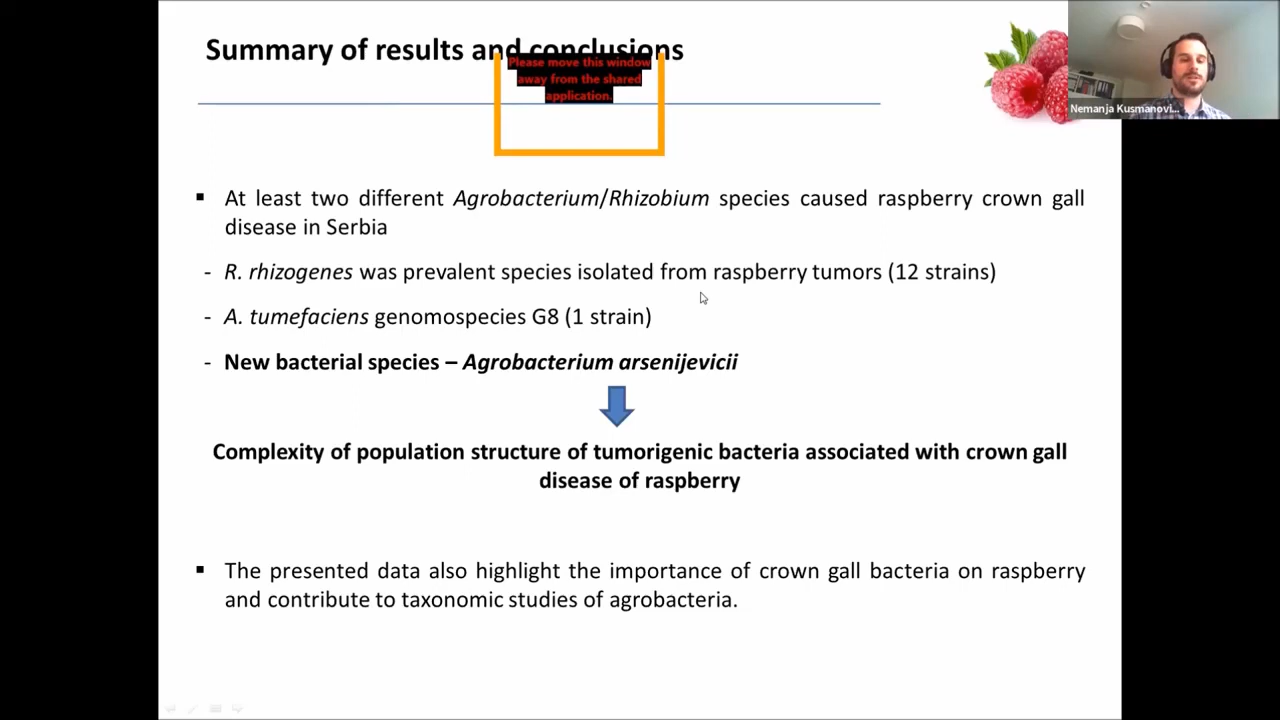 Summary of results and conclusions
Please move this window
away from the shared
application.
Nemanja Kusmanovi...
▪ At least two different Agrobacterium/Rhizobium species caused raspberry crown gall
disease in Serbia
- R. rhizogenes was prevalent species isolated from raspberry tumors (12 strains)
- A. tumefaciens genomospecies G8 (1 strain)
- New bacterial species – Agrobacterium arsenijevicii
Complexity of population structure of tumorigenic bacteria associated with crown gall
disease of raspberry
▪ The presented data also highlight the importance of crown gall bacteria on raspberry
and contribute to taxonomic studies of agrobacteria.